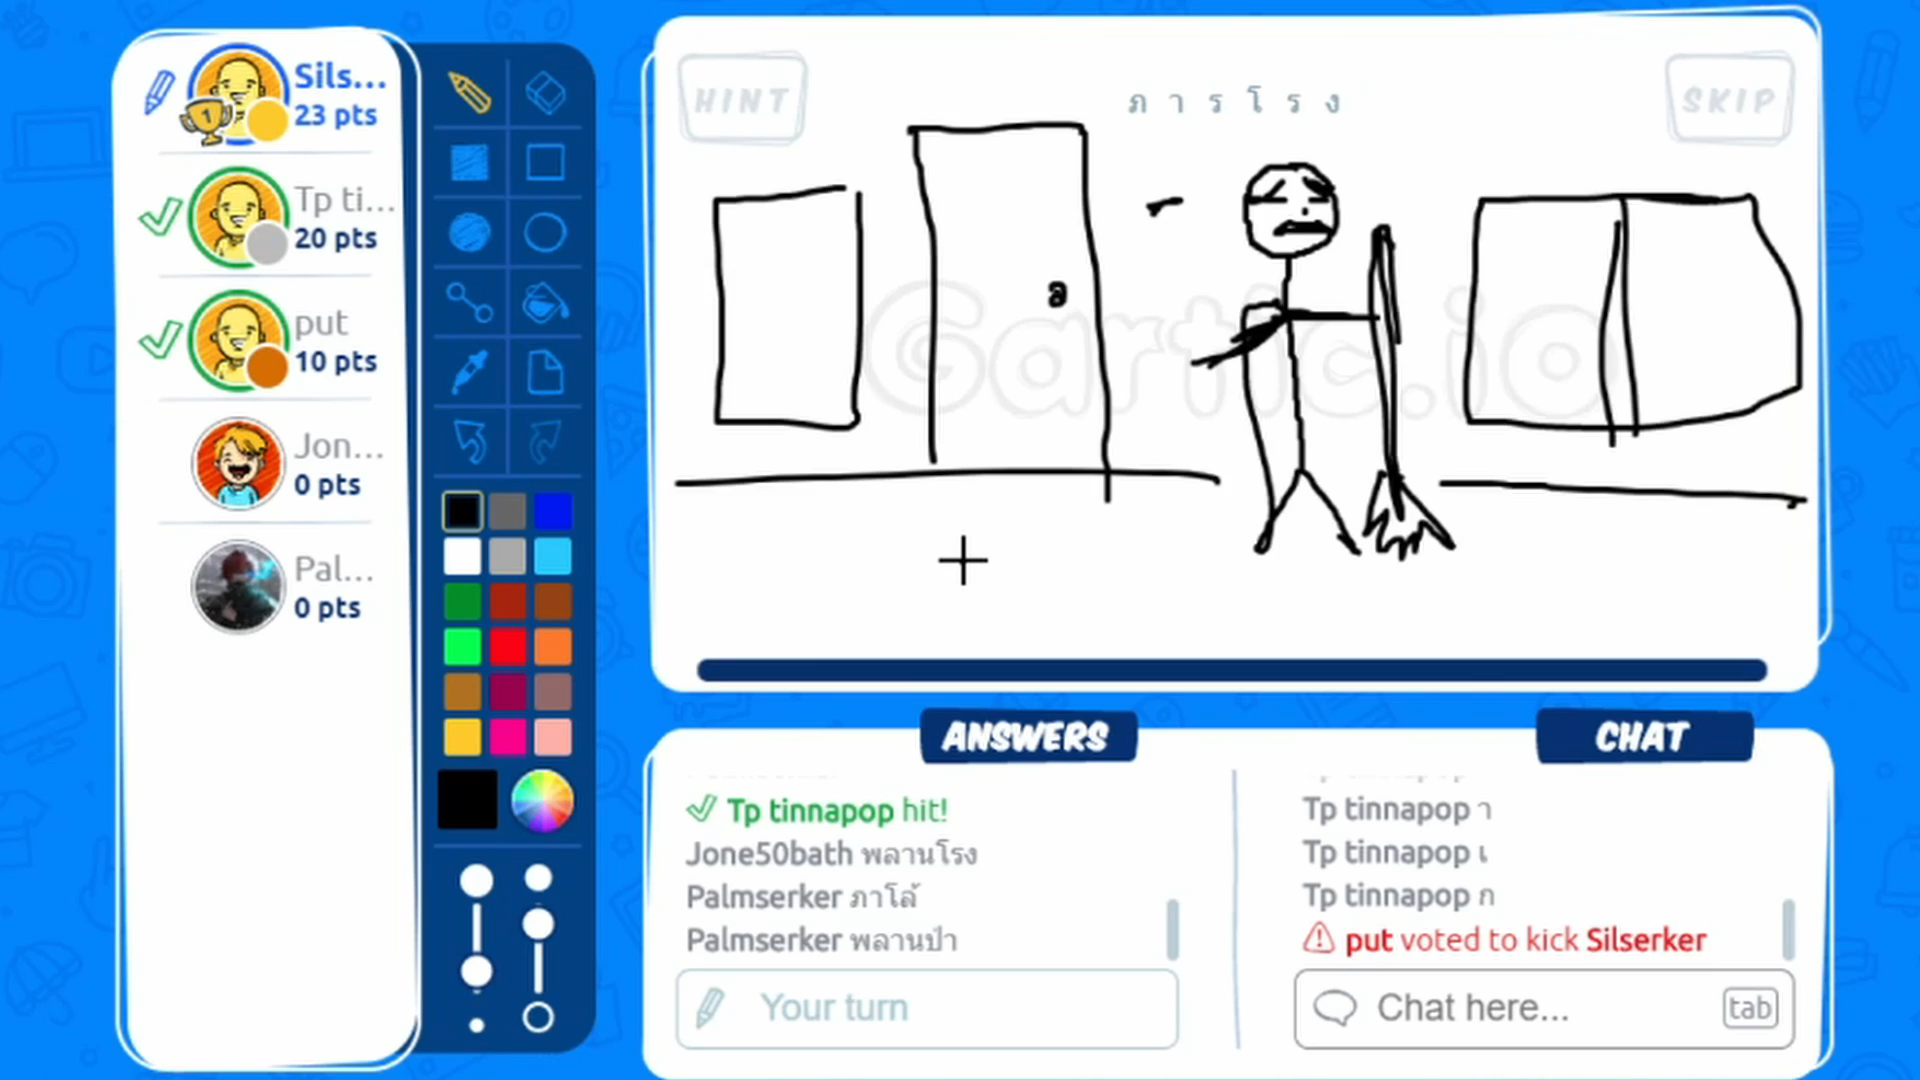 Sils...
23 pts
Tp ti...
20 pts
put
10 pts
Jon...
0 pts
Pal...
0 pts
HINT
ภ า ร โ ร ง
SKIP
Gartic.io
ANSWERS
Tp tinnapop hit!
Jone50bath พลานโรง
Palmserker ภาโล้
Palmserker พลานป่า
Your turn
CHAT
Tp tinnapop า
Tp tinnapop เ
Tp tinnapop ก
put voted to kick Silserker
Chat here...
tab